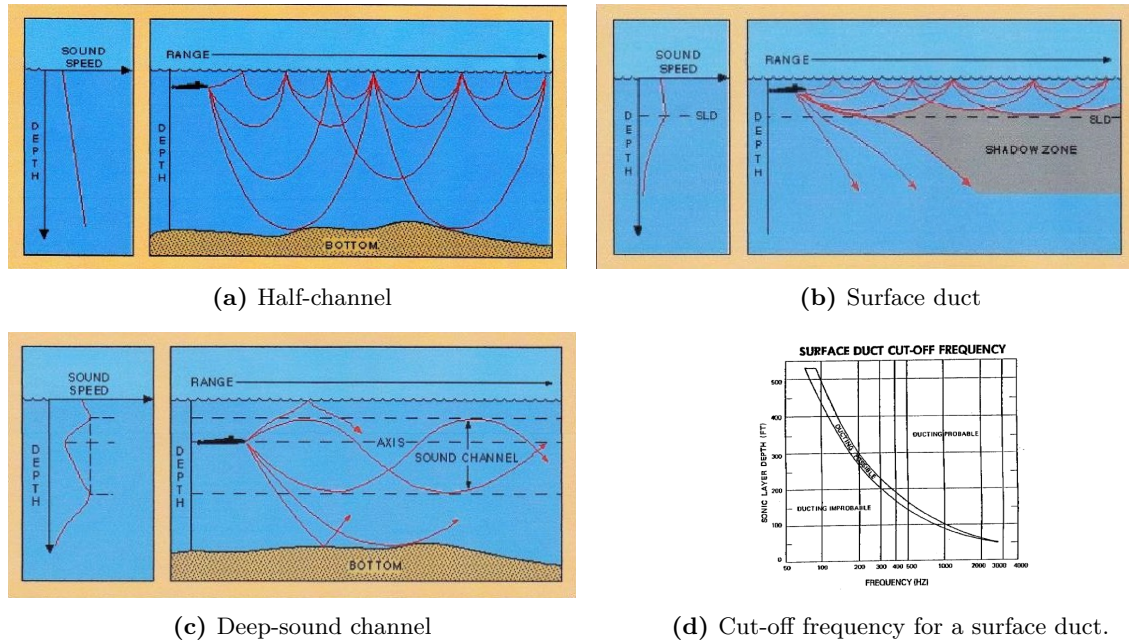 SOUND
SPEED
DEPTH
RANGE
DEPTH
BOTTOM
(a) Half-channel
SOUND
SPEED
DEPTH
SLD
RANGE
DEPTH
SLD
SHADOW ZONE
(b) Surface duct
SOUND
SPEED
DEPTH
RANGE
DEPTH
AXIS
SOUND CHANNEL
BOTTOM
(c) Deep-sound channel
SURFACE DUCT CUT-OFF FREQUENCY
SONIC LAYER DEPTH (FT)
500
400
300
200
100
0
DUCTING POSSIBLE
DUCTING PROBABLE
DUCTING IMPROBABLE
50 100 200 300 400 500 1000 2000 3000 4000
FREQUENCY (HZ)
(d) Cut-off frequency for a surface duct.